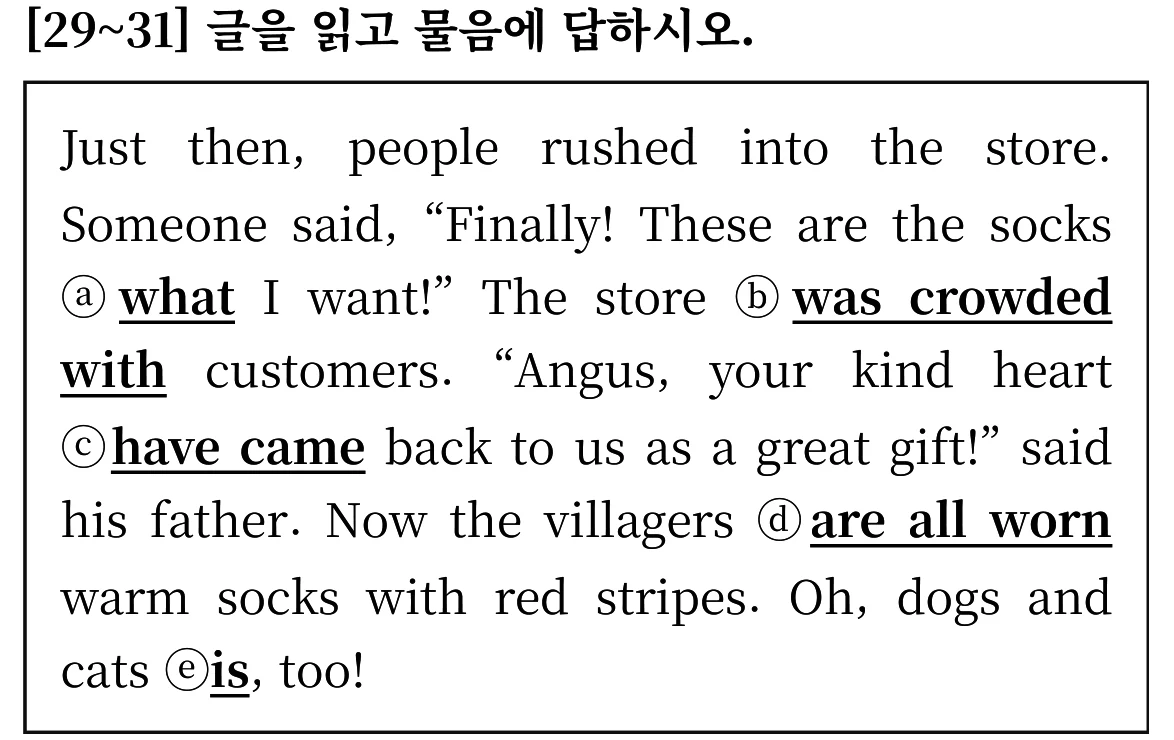 [29~31] 글을 읽고 물음에 답하시오.
Just then, people rushed into the store.
Someone said, “Finally! These are the socks
ⓐ what I want!” The store ⓑ was crowded
with customers. “Angus, your kind heart
ⓒ have came back to us as a great gift!” said
his father. Now the villagers ⓓ are all worn
warm socks with red stripes. Oh, dogs and
cats ⓔ is, too!